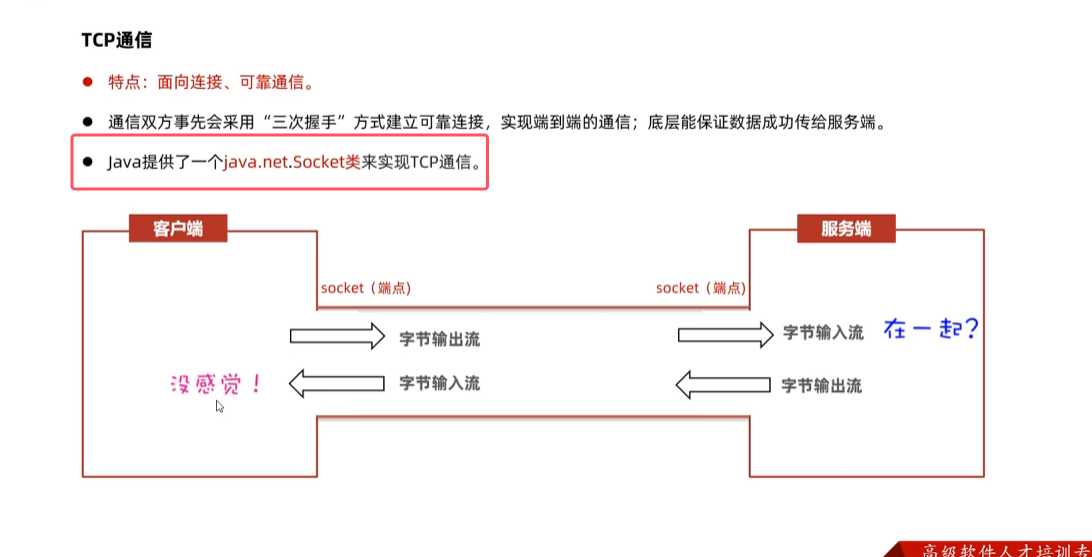 TCP通信
特点：面向连接、可靠通信。
通信双方事先会采用“三次握手”方式建立可靠连接，实现端到端的通信；底层能保证数据成功传给服务端。
Java提供了一个java.net.Socket类来实现TCP通信。
客户端
服务端
socket（端点)
socket（端点)
字节输出流
字节输入流
在一起?
没感觉！
字节输入流
字节输出流
高级软件人才培训专